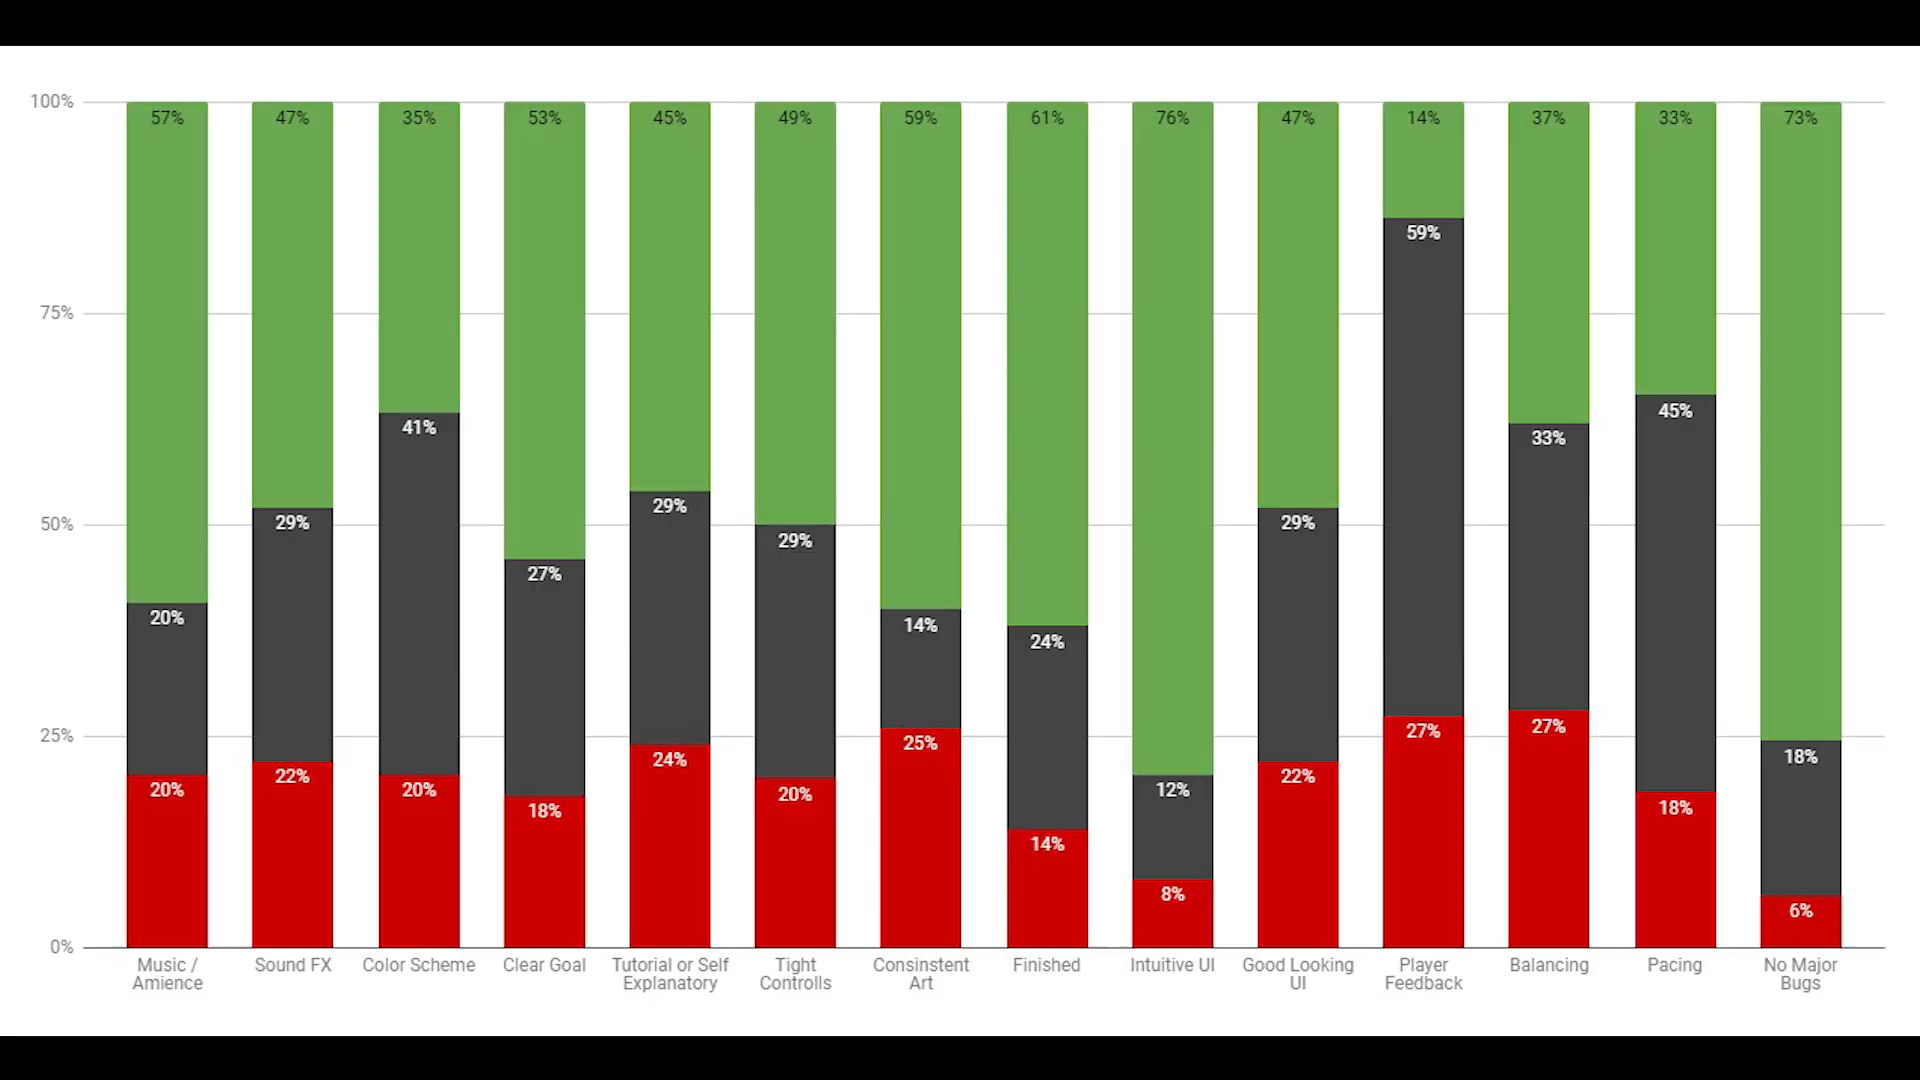 100%
57% 47% 35% 53% 45% 49% 59% 61% 76% 47% 14% 37% 33% 73%
59%
75%
45%
41%
33%
29%
29%
50%
29%
29%
27%
20%
14%
24%
25%
25%
27%
27%
24%
18%
20%
22%
20%
18%
20%
14%
12%
8%
22%
18%
6%
0%
Music /
Amience
Sound FX
Color Scheme
Clear Goal
Tutorial or Self
Explanatory
Tight
Controlls
Consinstent
Art
Finished
Intuitive UI
Good Looking
UI
Player
Feedback
Balancing
Pacing
No Major
Bugs